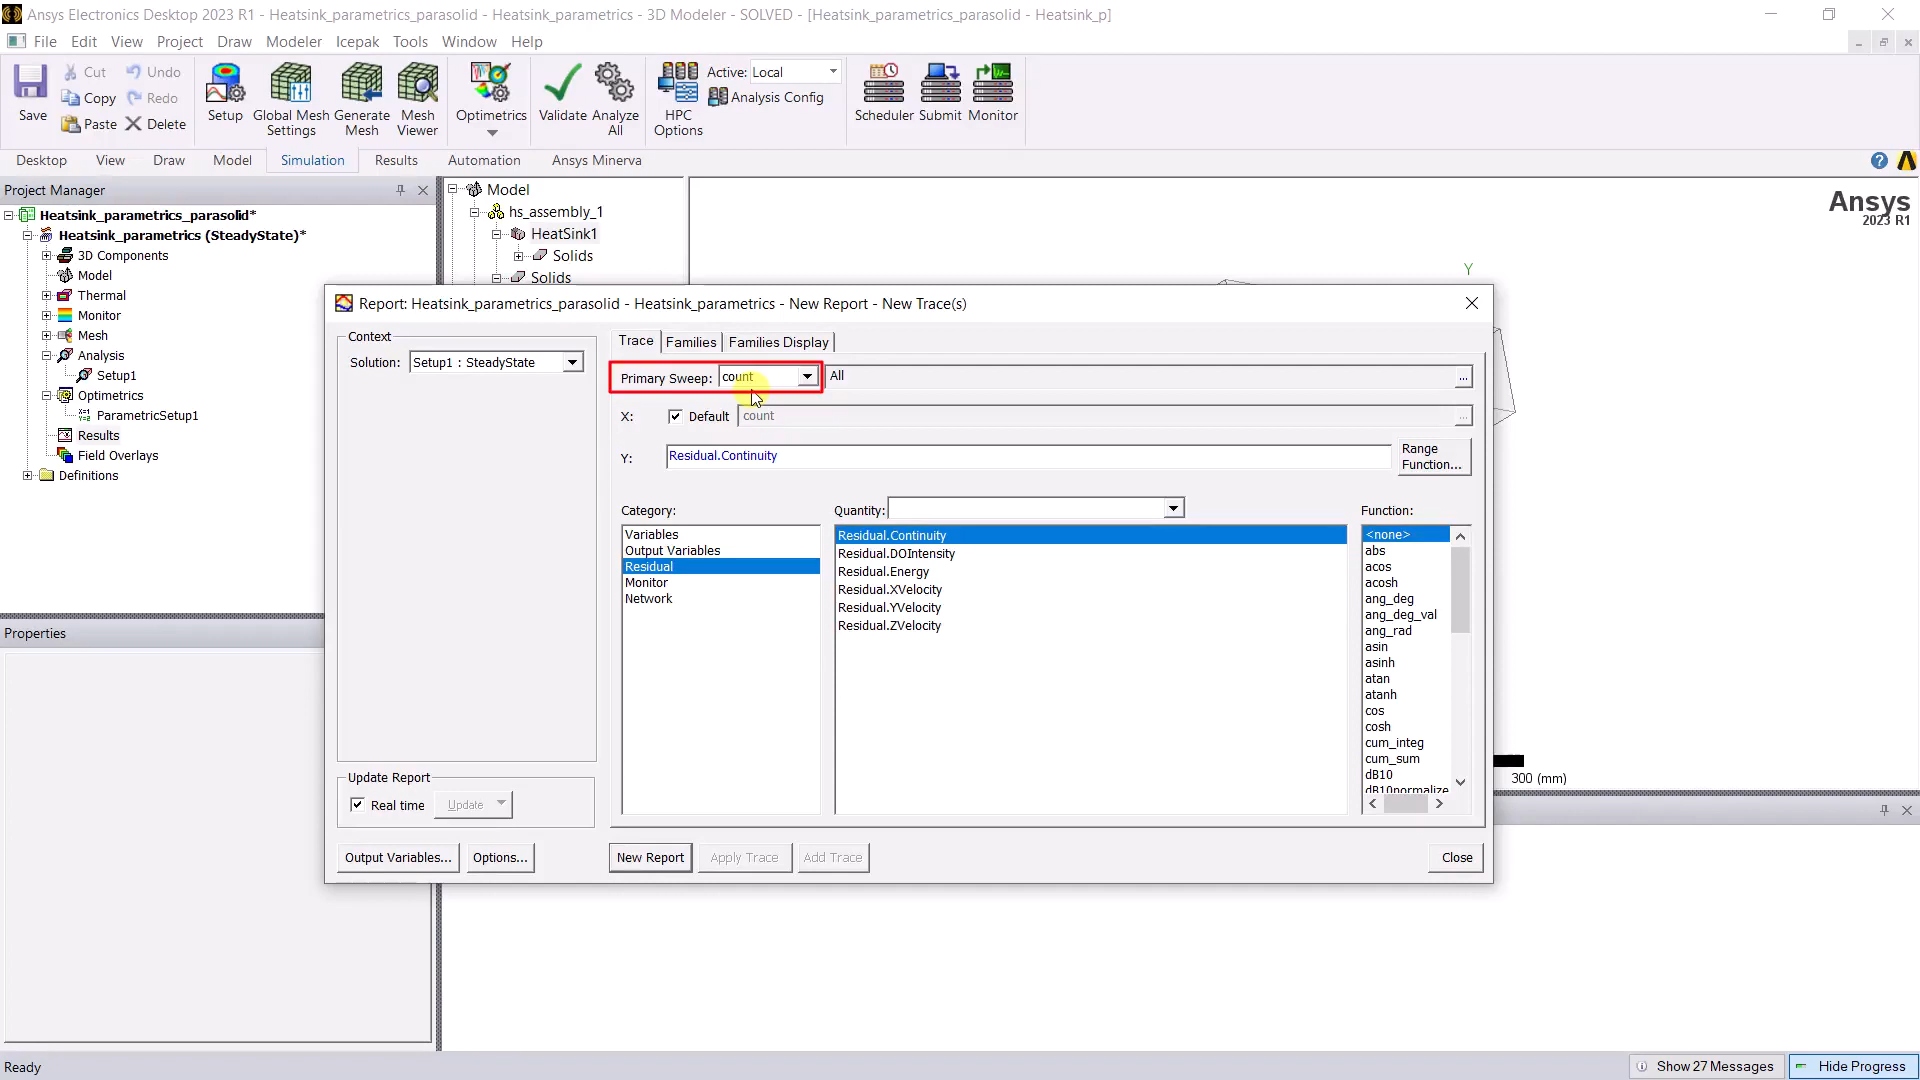 Ansys Electronics Desktop 2023 R1 - Heatsink_parametrics_parasolid - Heatsink_parametrics - 3D Modeler - SOLVED - [Heatsink_parametrics_parasolid - Heatsink_p]
File Edit View Project Draw Modeler Icepak Tools Window Help
Save
Cut
Undo
Copy
Redo
Paste
Delete
Setup
Global Mesh Settings
Generate Mesh
Mesh Viewer
Optimetrics
Validate
Analyze All
HPC Options
Active: Local
Analysis Config
Scheduler
Submit
Monitor
Desktop View Draw Model Simulation Results Automation Ansys Minerva
Project Manager
Heatsink_parametrics_parasolid*
Heatsink_parametrics (SteadyState)*
3D Components
Model
Thermal
Monitor
Mesh
Analysis
Setup1
Optimetrics
ParametricSetup1
Results
Field Overlays
Definitions
Properties
Model
hs_assembly_1
HeatSink1
Solids
Solids
Ansys
2023 R1
Y
300 (mm)
Report: Heatsink_parametrics_parasolid - Heatsink_parametrics - New Report - New Trace(s)
Context
Solution: Setup1 : SteadyState
Update Report
Real time
Update
Output Variables...
Options...
Trace Families Families Display
Primary Sweep: count
All
...
X: Default count
...
Y: Residual.Continuity
Range Function...
Category:
Variables
Output Variables
Residual
Monitor
Network
Quantity:
Residual.Continuity
Residual.DOIntensity
Residual.Energy
Residual.XVelocity
Residual.YVelocity
Residual.ZVelocity
Function:
<none>
abs
acos
acosh
ang_deg
ang_deg_val
ang_rad
asin
asinh
atan
atanh
cos
cosh
cum_integ
cum_sum
dB10
dB10normalize
New Report
Apply Trace
Add Trace
Close
Ready
Show 27 Messages
Hide Progress